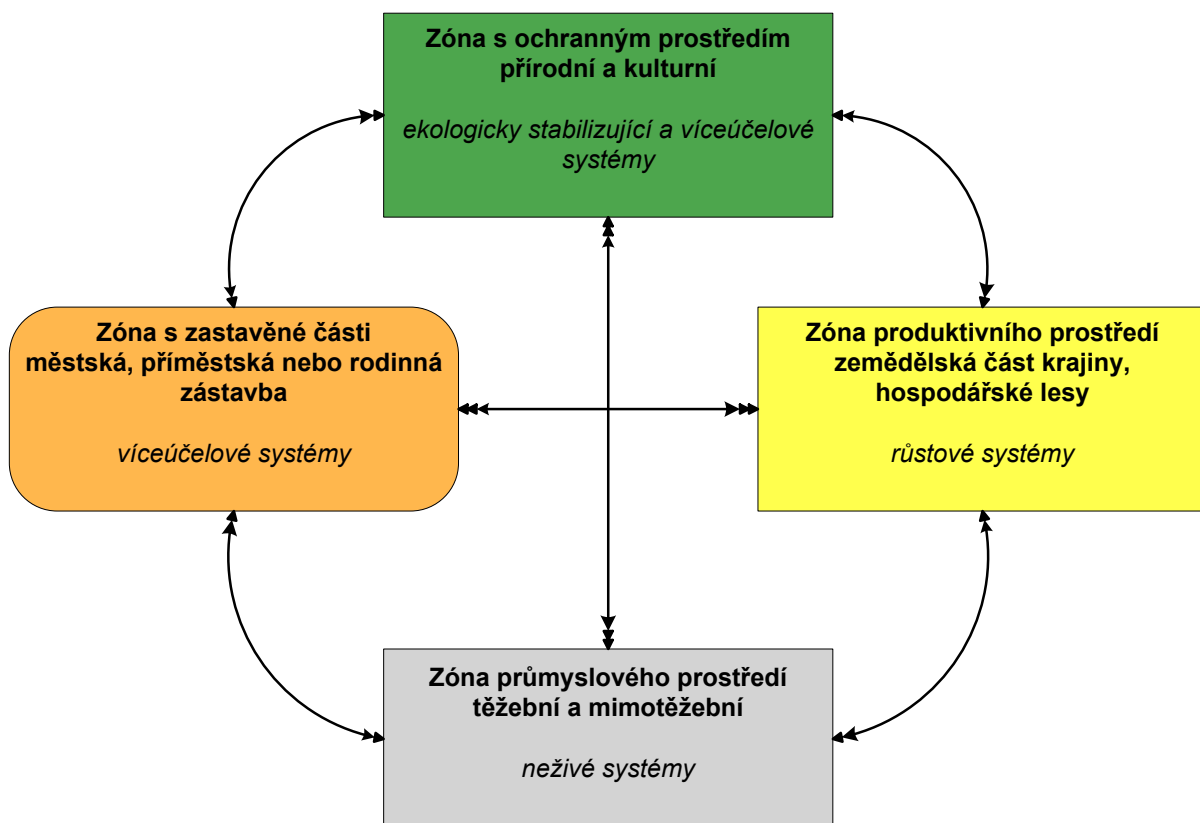 Zóna s ochranným prostředím
přírodní a kulturní
ekologicky stabilizující a víceúčelové
systémy
Zóna s zastavěné části
městská, příměstská nebo rodinná
zástavba
víceúčelové systémy
Zóna produktivního prostředí
zemědělská část krajiny,
hospodářské lesy
růstové systémy
Zóna průmyslového prostředí
těžební a mimotěžební
neživé systémy